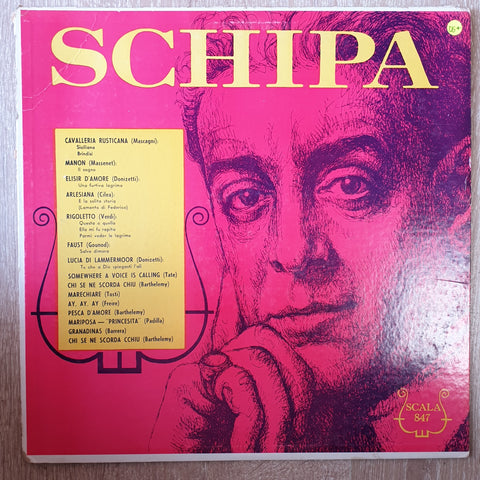 SCHIPA
CAVALLERIA RUSTICANA (Mascagni):
Siciliana
Brindisi
MANON (Massenet):
Il sogno
ELISIR D'AMORE (Donizetti):
Una furtiva lagrima
ARLESIANA (Cilea):
E la solita storia
(Lamento di Federico)
RIGOLETTO (Verdi):
Questa o quella
Ella mi fu rapita
Parmi veder le lagrime
FAUST (Gounod):
Salve dimora
LUCIA DI LAMMERMOOR (Donizetti):
Tu che a Dio spiegasti l'ali
SOMEWHERE A VOICE IS CALLING (Tate)
CHI SE NE SCORDA CHIU (Barthelemy)
MARECHIARE (Tosti)
AY, AY, AY (Freire)
PESCA D'AMORE (Barthelemy)
MARIPOSA — "PRINCESITA" (Padilla)
GRANADINAS (Barrera)
CHI SE NE SCORDA CCHIU (Barthelemy)
SCALA
847